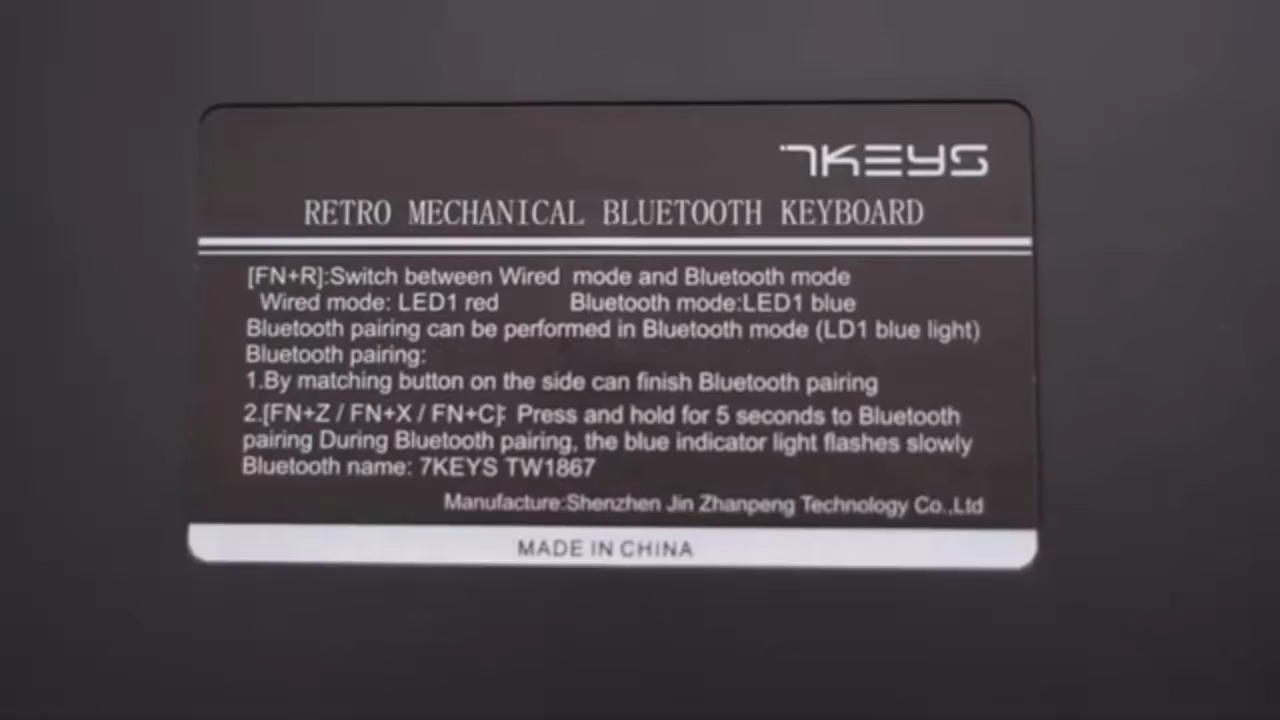 7KEYS
RETRO MECHANICAL BLUETOOTH KEYBOARD
[FN+R]:Switch between Wired mode and Bluetooth mode
Wired mode: LED1 red Bluetooth mode:LED1 blue
Bluetooth pairing can be performed in Bluetooth mode (LD1 blue light)
Bluetooth pairing:
1.By matching button on the side can finish Bluetooth pairing
2.[FN+Z / FN+X / FN+C]: Press and hold for 5 seconds to Bluetooth
pairing During Bluetooth pairing, the blue indicator light flashes slowly
Bluetooth name: 7KEYS TW1867
Manufacture:Shenzhen Jin Zhanpeng Technology Co.,Ltd
MADE IN CHINA